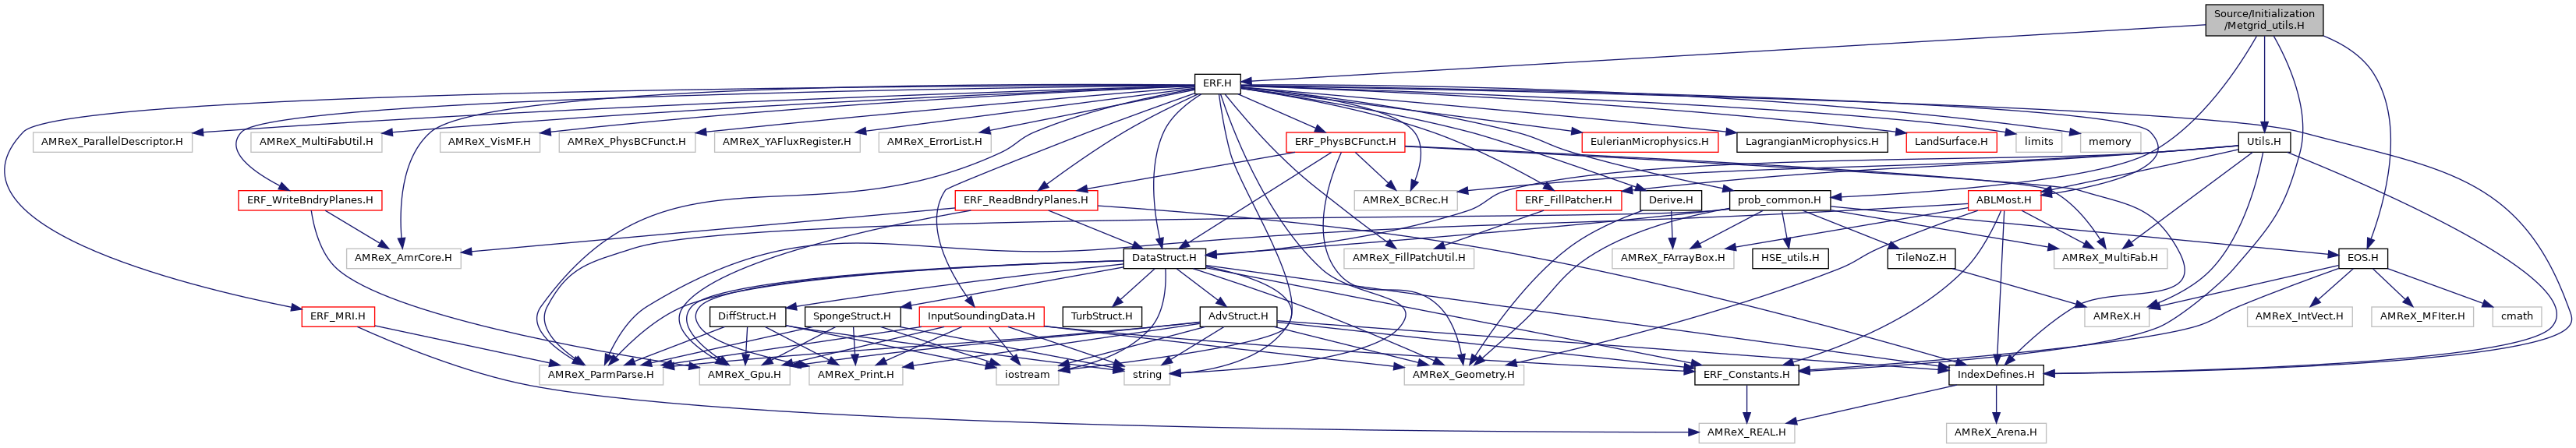 Source/Initialization
/Metgrid_utils.H
ERF.H
AMReX_ParallelDescriptor.H
AMReX_MultiFabUtil.H
AMReX_VisMF.H
AMReX_PhysBCFunct.H
AMReX_YAFluxRegister.H
AMReX_ErrorList.H
ERF_PhysBCFunct.H
EulerianMicrophysics.H
LagrangianMicrophysics.H
LandSurface.H
limits
memory
Utils.H
ERF_WriteBndryPlanes.H
ERF_ReadBndryPlanes.H
AMReX_BCRec.H
ERF_FillPatcher.H
Derive.H
prob_common.H
ABLMost.H
AMReX_AmrCore.H
DataStruct.H
AMReX_FillPatchUtil.H
AMReX_FArrayBox.H
HSE_utils.H
TileNoZ.H
AMReX_MultiFab.H
EOS.H
ERF_MRI.H
DiffStruct.H
SpongeStruct.H
InputSoundingData.H
TurbStruct.H
AdvStruct.H
AMReX.H
AMReX_IntVect.H
AMReX_MFIter.H
cmath
AMReX_ParmParse.H
AMReX_Gpu.H
AMReX_Print.H
iostream
string
AMReX_Geometry.H
ERF_Constants.H
IndexDefines.H
AMReX_REAL.H
AMReX_Arena.H